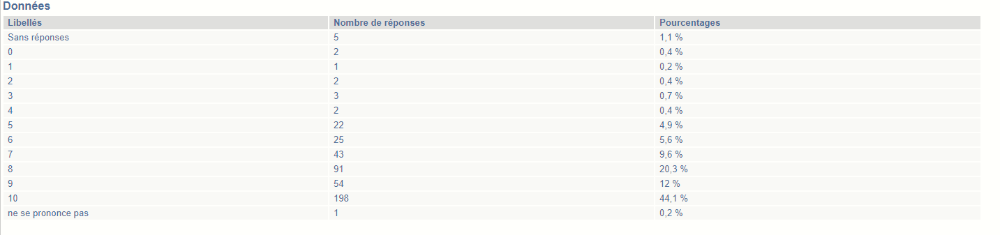 Données
Libellés Nombre de réponses Pourcentages
Sans réponses 5 1,1 %
0 2 0,4 %
1 1 0,2 %
2 2 0,4 %
3 3 0,7 %
4 2 0,4 %
5 22 4,9 %
6 25 5,6 %
7 43 9,6 %
8 91 20,3 %
9 54 12 %
10 198 44,1 %
ne se prononce pas 1 0,2 %